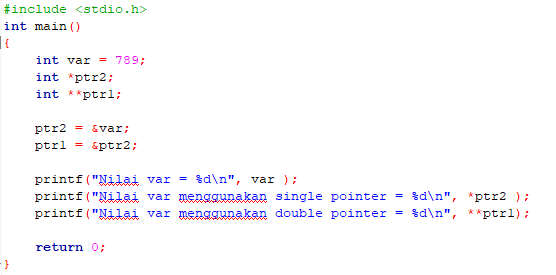 #include <stdio.h>
int main()
{
    int var = 789;
    int *ptr2;
    int **ptr1;

    ptr2 = &var;
    ptr1 = &ptr2;

    printf("Nilai var = %d\n", var );
    printf("Nilai var menggunakan single pointer = %d\n", *ptr2 );
    printf("Nilai var menggunakan double pointer = %d\n", **ptr1);

    return 0;
}